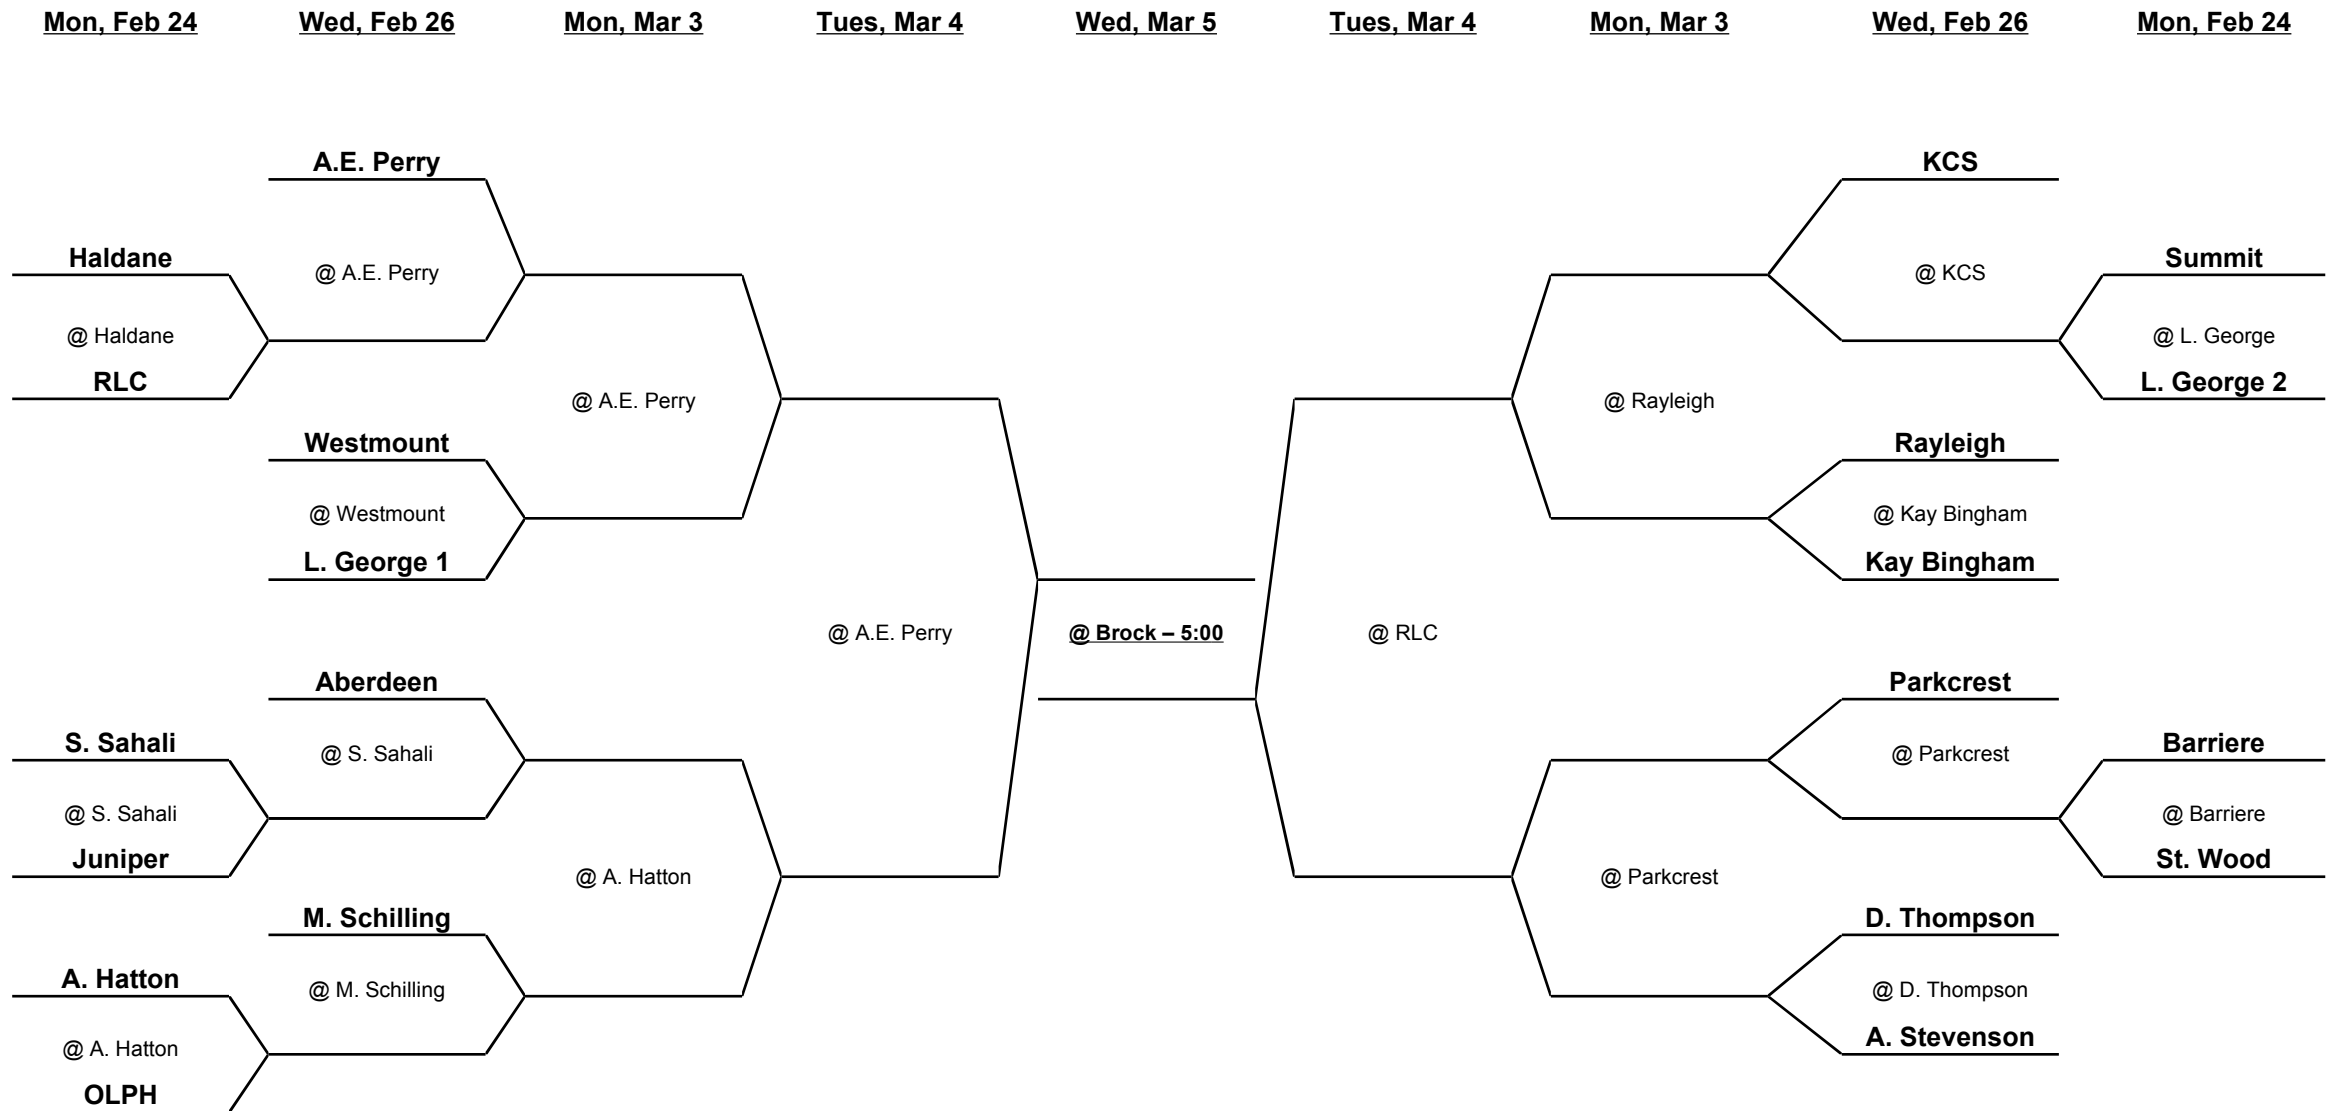 Mon, Feb 24 Wed, Feb 26 Mon, Mar 3 Tues, Mar 4 Wed, Mar 5 Tues, Mar 4 Mon, Mar 3 Wed, Feb 26 Mon, Feb 24
A.E. Perry KCS
Haldane Summit
@ A.E. Perry @ KCS
@ Haldane @ L. George
RLC L. George 2
@ A.E. Perry @ Rayleigh
Westmount Rayleigh
@ Westmount @ Kay Bingham
L. George 1 Kay Bingham
@ A.E. Perry @ Brock – 5:00 @ RLC
Aberdeen Parkcrest
S. Sahali Barriere
@ S. Sahali @ Parkcrest
@ S. Sahali @ Barriere
Juniper St. Wood
@ A. Hatton @ Parkcrest
M. Schilling D. Thompson
A. Hatton
@ M. Schilling @ D. Thompson
A. Stevenson
@ A. Hatton
OLPH